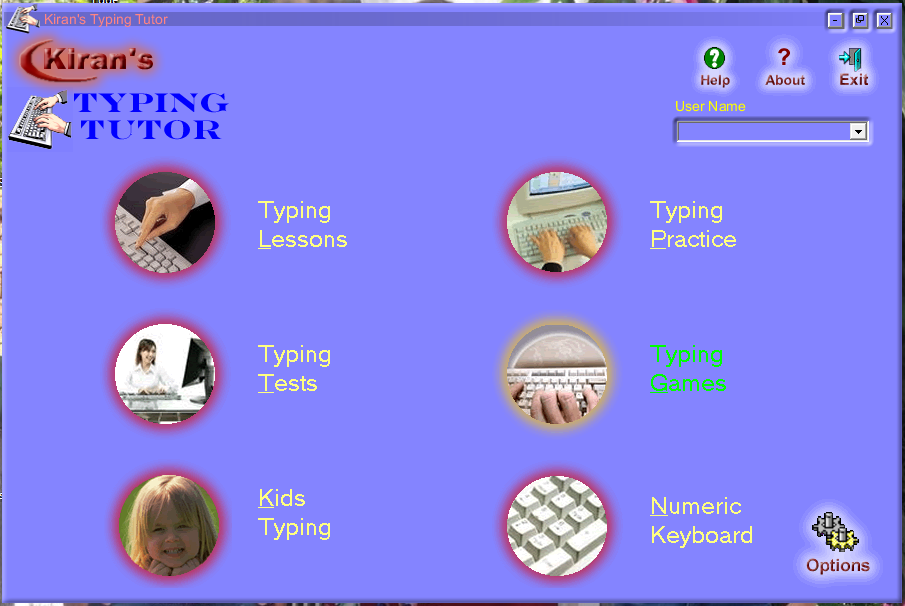 Kiran's Typing Tutor
Kiran's
TYPING
TUTOR
Help
About
Exit
User Name
Typing
Lessons
Typing
Practice
Typing
Tests
Typing
Games
Kids
Typing
Numeric
Keyboard
Options